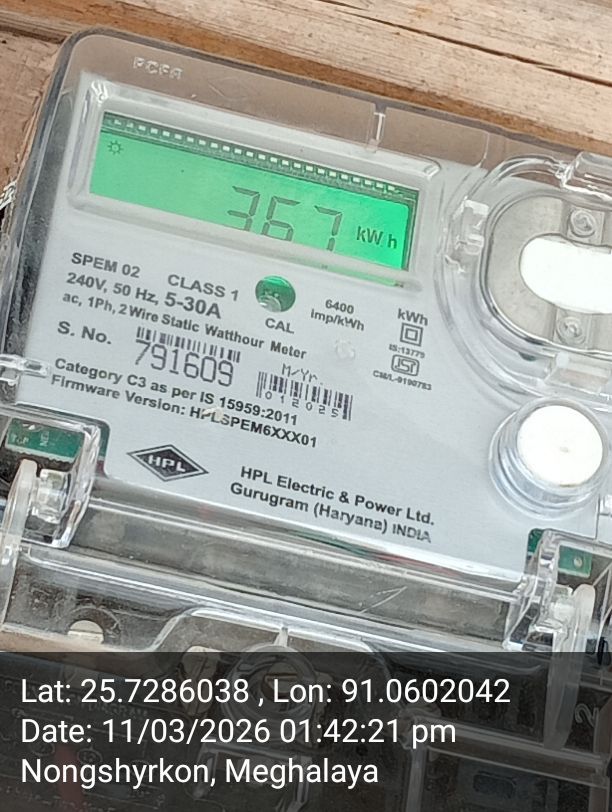 367 kWh
SPEM 02 CLASS 1
240V, 50 Hz, 5-30A
ac, 1Ph, 2 Wire Static Watthour Meter
CAL
6400
imp/kWh
kWh
IS:13779
ISI
CM/L-0190783
S. No. 791609
M/Yr.
012025
Category C3 as per IS 15959:2011
Firmware Version: HPLSPEM6XXX01
HPL
HPL Electric & Power Ltd.
Gurugram (Haryana) INDIA
Lat: 25.7286038 , Lon: 91.0602042
Date: 11/03/2026 01:42:21 pm
Nongshyrkon, Meghalaya